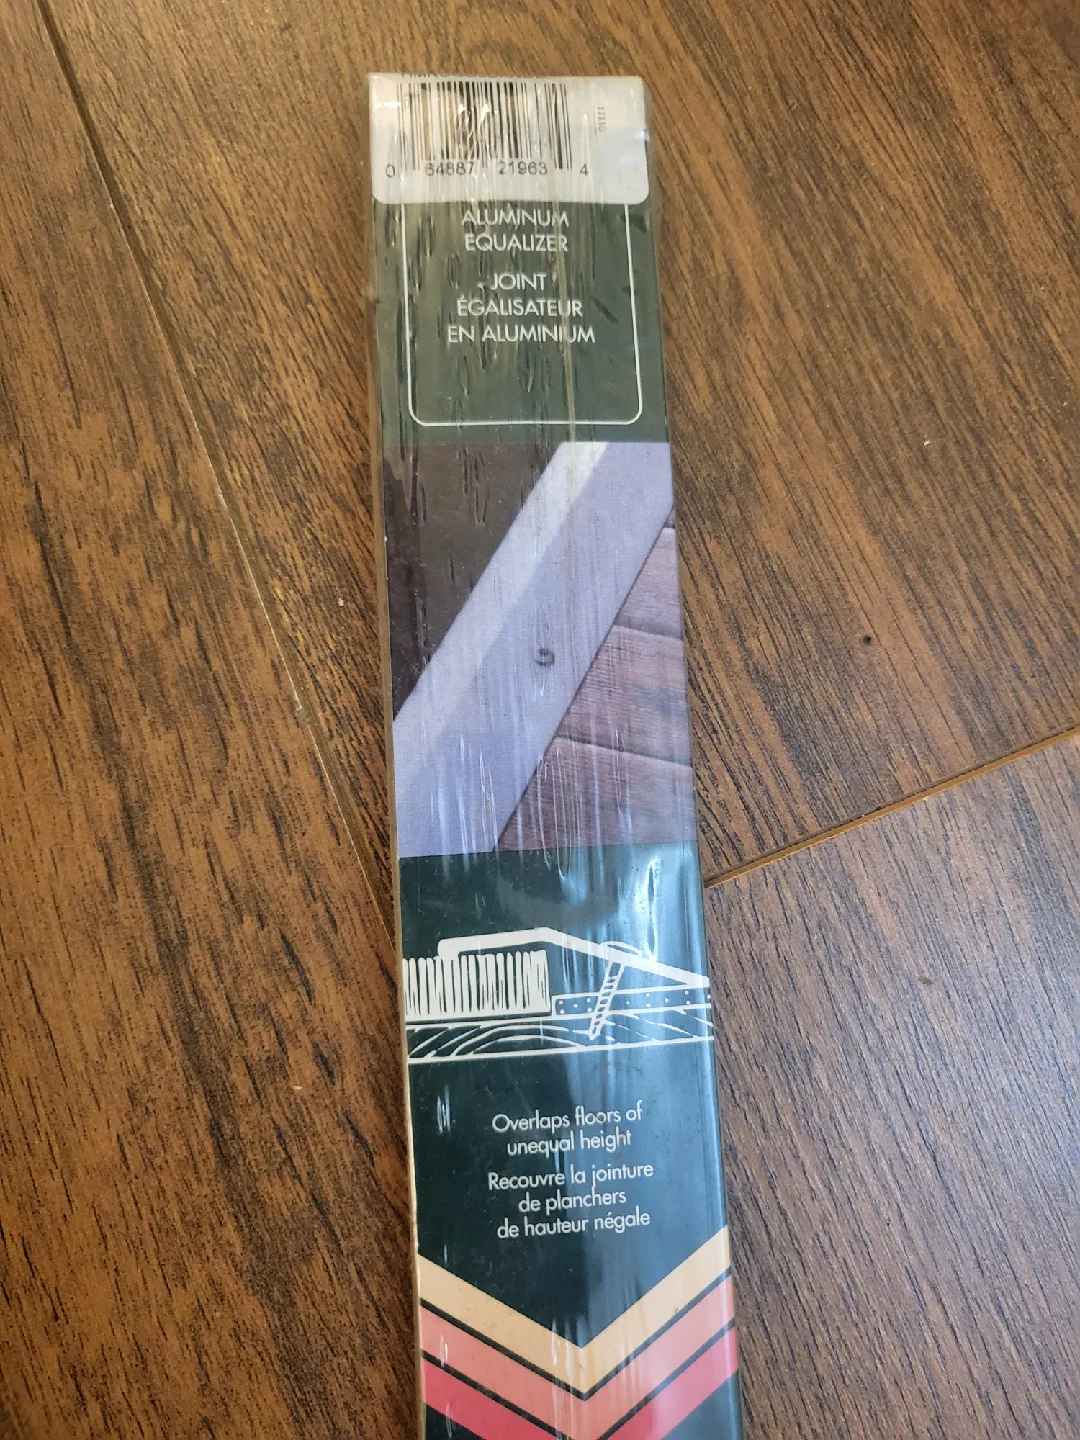 0 64887 21963 4
ALUMINUM
EQUALIZER
JOINT
ÉGALISATEUR
EN ALUMINIUM
Overlaps floors of
unequal height
Recouvre la jointure
de planchers
de hauteur négale